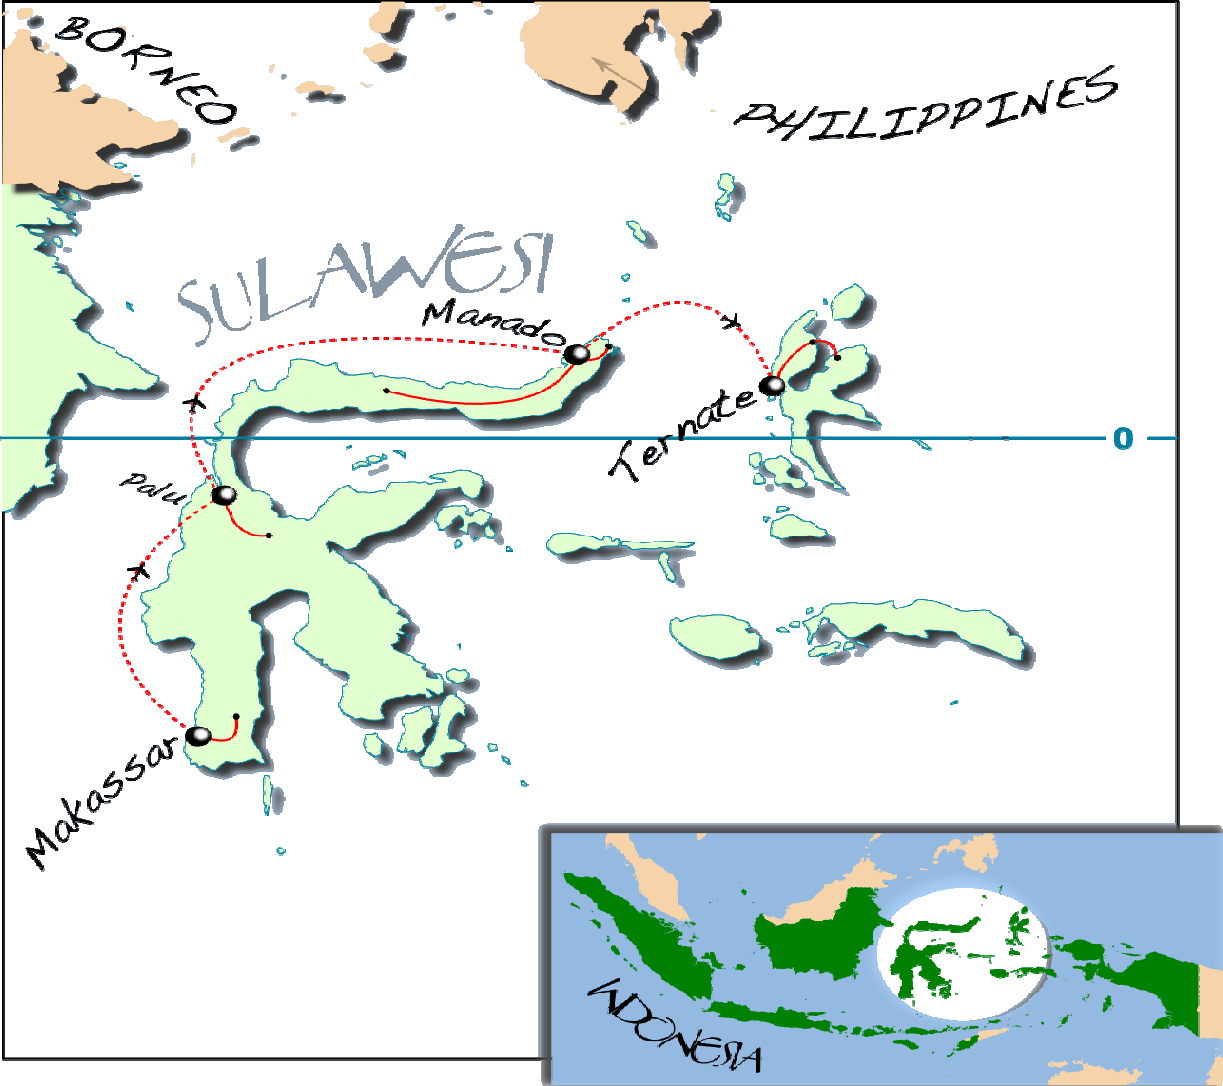 BORNEO
PHILIPPINES
SULAWESI
Manado
Ternate
0
Palu
Makassar
INDONESIA